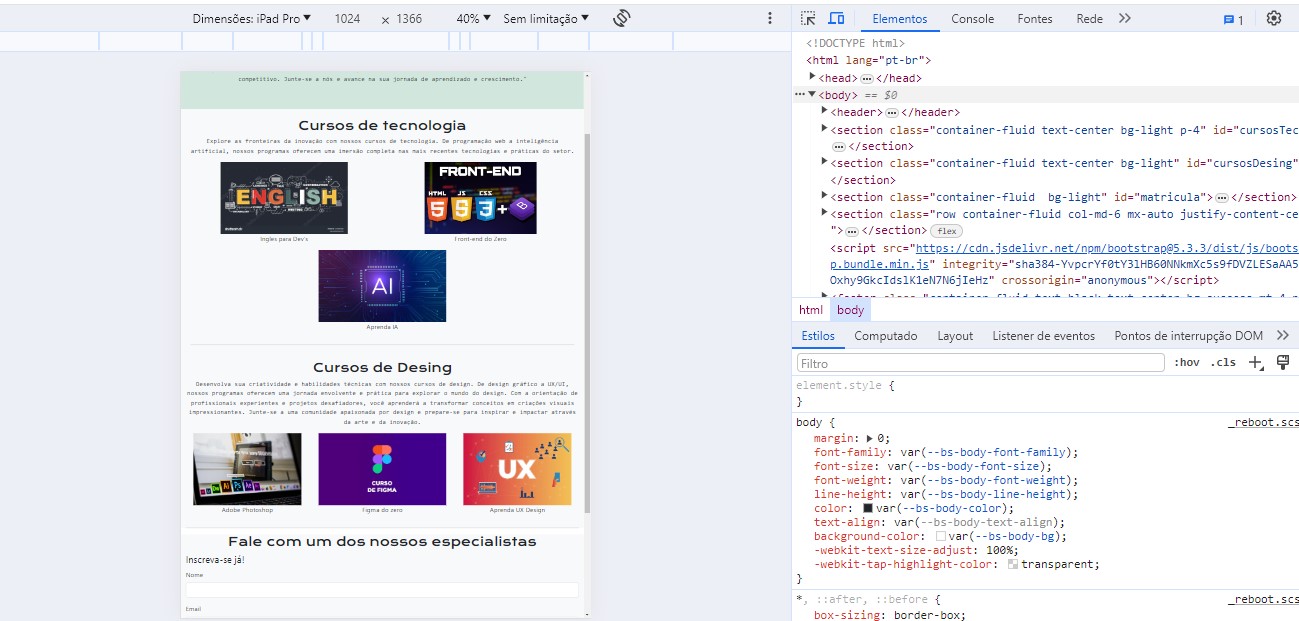 Dimensões: iPad Pro ▼ 1024 × 1366 40% ▼ Sem limitação ▼
competitivo. Junte-se a nós e avance na sua jornada de aprendizado e crescimento."
Cursos de tecnologia
Explore as fronteiras da inovação com nossos cursos de tecnologia. De programação web a inteligência
artificial, nossos programas oferecem uma imersão completa nas mais recentes tecnologias e práticas do setor.
ENGLISH
Ingles para Dev's
FRONT-END
HTML JS CSS
5 5 3 + B
Front-end do Zero
AI
Aprenda IA
Cursos de Desing
Desenvolva sua criatividade e habilidades técnicas com nossos cursos de design. De design gráfico a UX/UI,
nossos programas oferecem uma jornada envolvente e prática para explorar o mundo do design. Com a orientação de
profissionais experientes e projetos desafiadores, você aprenderá a transformar conceitos em criações visuais
impressionantes. Junte-se a uma comunidade apaixonada por design e prepare-se para inspirar e impactar através
da arte e da inovação.
Adobe Photoshop
CURSO
DE FIGMA
Figma do zero
UX
Aprenda UX Design
Fale com um dos nossos especialistas
Inscreva-se já!
Nome
Email
Elementos Console Fontes Rede 1
<!DOCTYPE html>
<html lang="pt-br">
<head> … </head>
<body> == $0
<header> … </header>
<section class="container-fluid text-center bg-light p-4" id="cursosTec
… </section>
<section class="container-fluid text-center bg-light" id="cursosDesing"
</section>
<section class="container-fluid  bg-light" id="matricula"> … </section>
<section class="row container-fluid col-md-6 mx-auto justify-content-ce
"> … </section> flex
<script src="https://cdn.jsdelivr.net/npm/bootstrap@5.3.3/dist/js/boots
p.bundle.min.js" integrity="sha384-YvpcrYf0tY3lHB60NNkmXc5s9fDVZLESaAA5
Oxhy9GkcIdslK1eN7N6jIeHz" crossorigin="anonymous"></script>
html body
Estilos Computado Layout Listener de eventos Pontos de interrupção DOM
Filtro :hov .cls
element.style {
}
body { _reboot.scs
margin: ▶ 0;
font-family: var(--bs-body-font-family);
font-size: var(--bs-body-font-size);
font-weight: var(--bs-body-font-weight);
line-height: var(--bs-body-line-height);
color: var(--bs-body-color);
text-align: var(--bs-body-text-align);
background-color: var(--bs-body-bg);
-webkit-text-size-adjust: 100%;
-webkit-tap-highlight-color: transparent;
}
*, ::after, ::before { _reboot.scs
box-sizing: border-box;